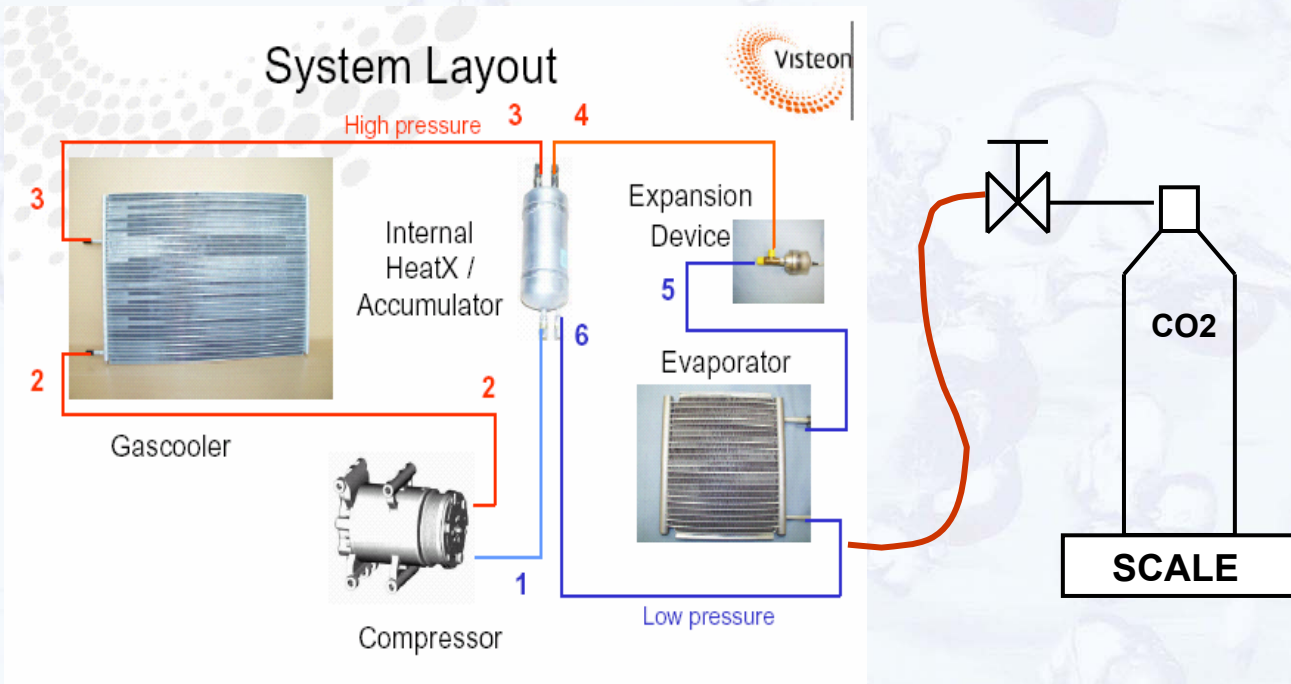 System Layout
Visteon
High pressure
3
4
3
Internal
HeatX /
Accumulator
Expansion
Device
5
6
CO2
Evaporator
2
2
Gascooler
SCALE
1
Low pressure
Compressor